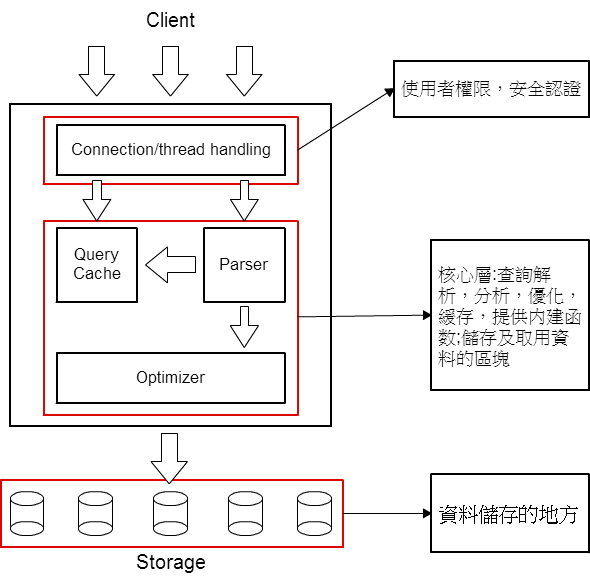 Client
使用者權限，安全認證
Connection/thread handling
Query
Cache
Parser
核心層:查詢解
析，分析，優化，
緩存，提供内建函
数;儲存及取用資
料的區塊
Optimizer
資料儲存的地方
Storage